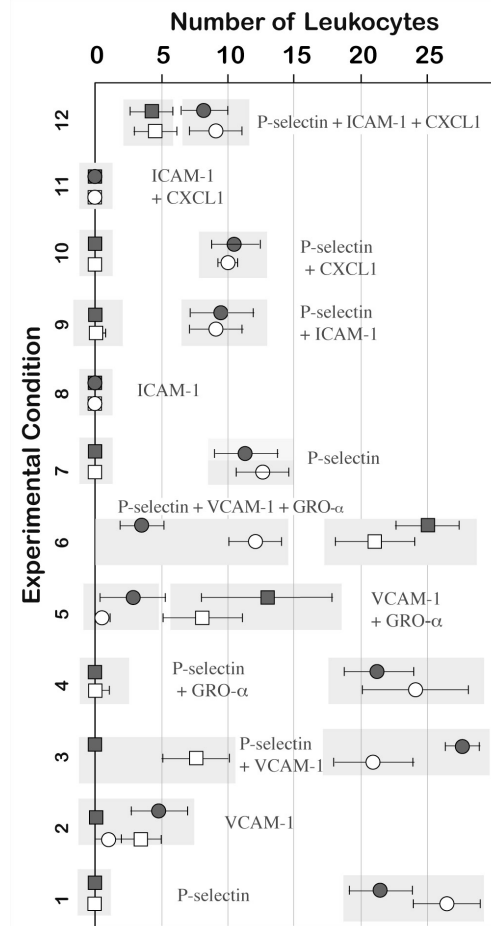 Number of Leukocytes
0 5 10 15 20 25
Experimental Condition
12
P-selectin + ICAM-1 + CXCL1
11
ICAM-1
+ CXCL1
10
P-selectin
+ CXCL1
9
P-selectin
+ ICAM-1
8
ICAM-1
7
P-selectin
P-selectin + VCAM-1 + GRO-α
6
5
VCAM-1
+ GRO-α
4
P-selectin
+ GRO-α
3
P-selectin
+ VCAM-1
2
VCAM-1
1
P-selectin